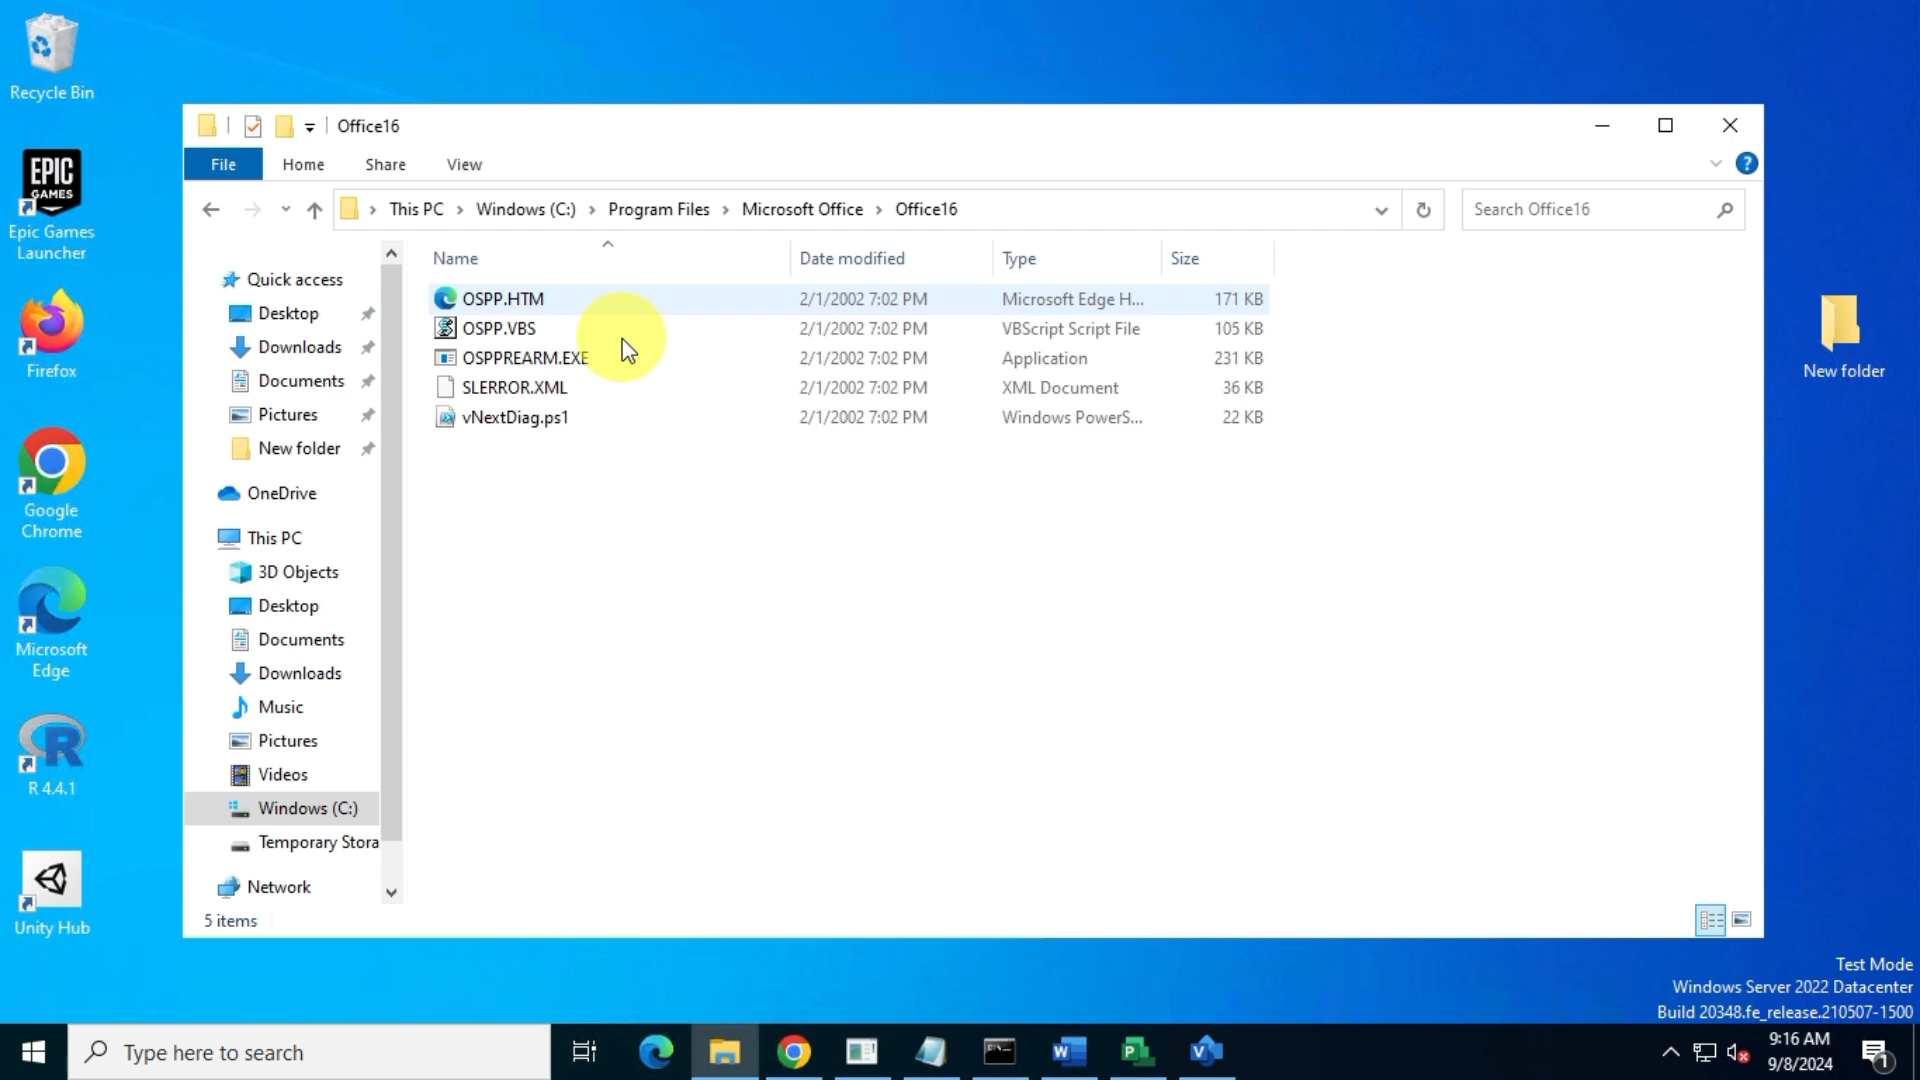 Recycle Bin
EPIC
GAMES
Epic Games
Launcher
Firefox
Google
Chrome
Microsoft
Edge
R 4.4.1
Unity Hub
Office16
File Home Share View
?
This PC > Windows (C:) > Program Files > Microsoft Office > Office16
Search Office16
Quick access
Desktop
Downloads
Documents
Pictures
New folder
OneDrive
This PC
3D Objects
Desktop
Documents
Downloads
Music
Pictures
Videos
Windows (C:)
Temporary Stora
Network
Name Date modified Type Size
OSPP.HTM 2/1/2002 7:02 PM Microsoft Edge H... 171 KB
OSPP.VBS 2/1/2002 7:02 PM VBScript Script File 105 KB
OSPPREARM.EXE 2/1/2002 7:02 PM Application 231 KB
SLERROR.XML 2/1/2002 7:02 PM XML Document 36 KB
vNextDiag.ps1 2/1/2002 7:02 PM Windows PowerS... 22 KB
5 items
New folder
Test Mode
Windows Server 2022 Datacenter
Build 20348.fe_release.210507-1500
Type here to search
9:16 AM
9/8/2024
1